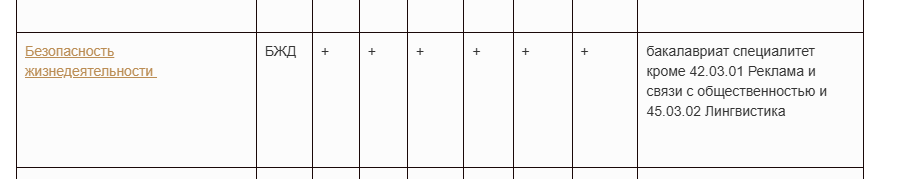 Безопасность БЖД + + + + + + бакалавриат специалитет
жизнедеятельности кроме 42.03.01 Реклама и
связи с общественностью и
45.03.02 Лингвистика